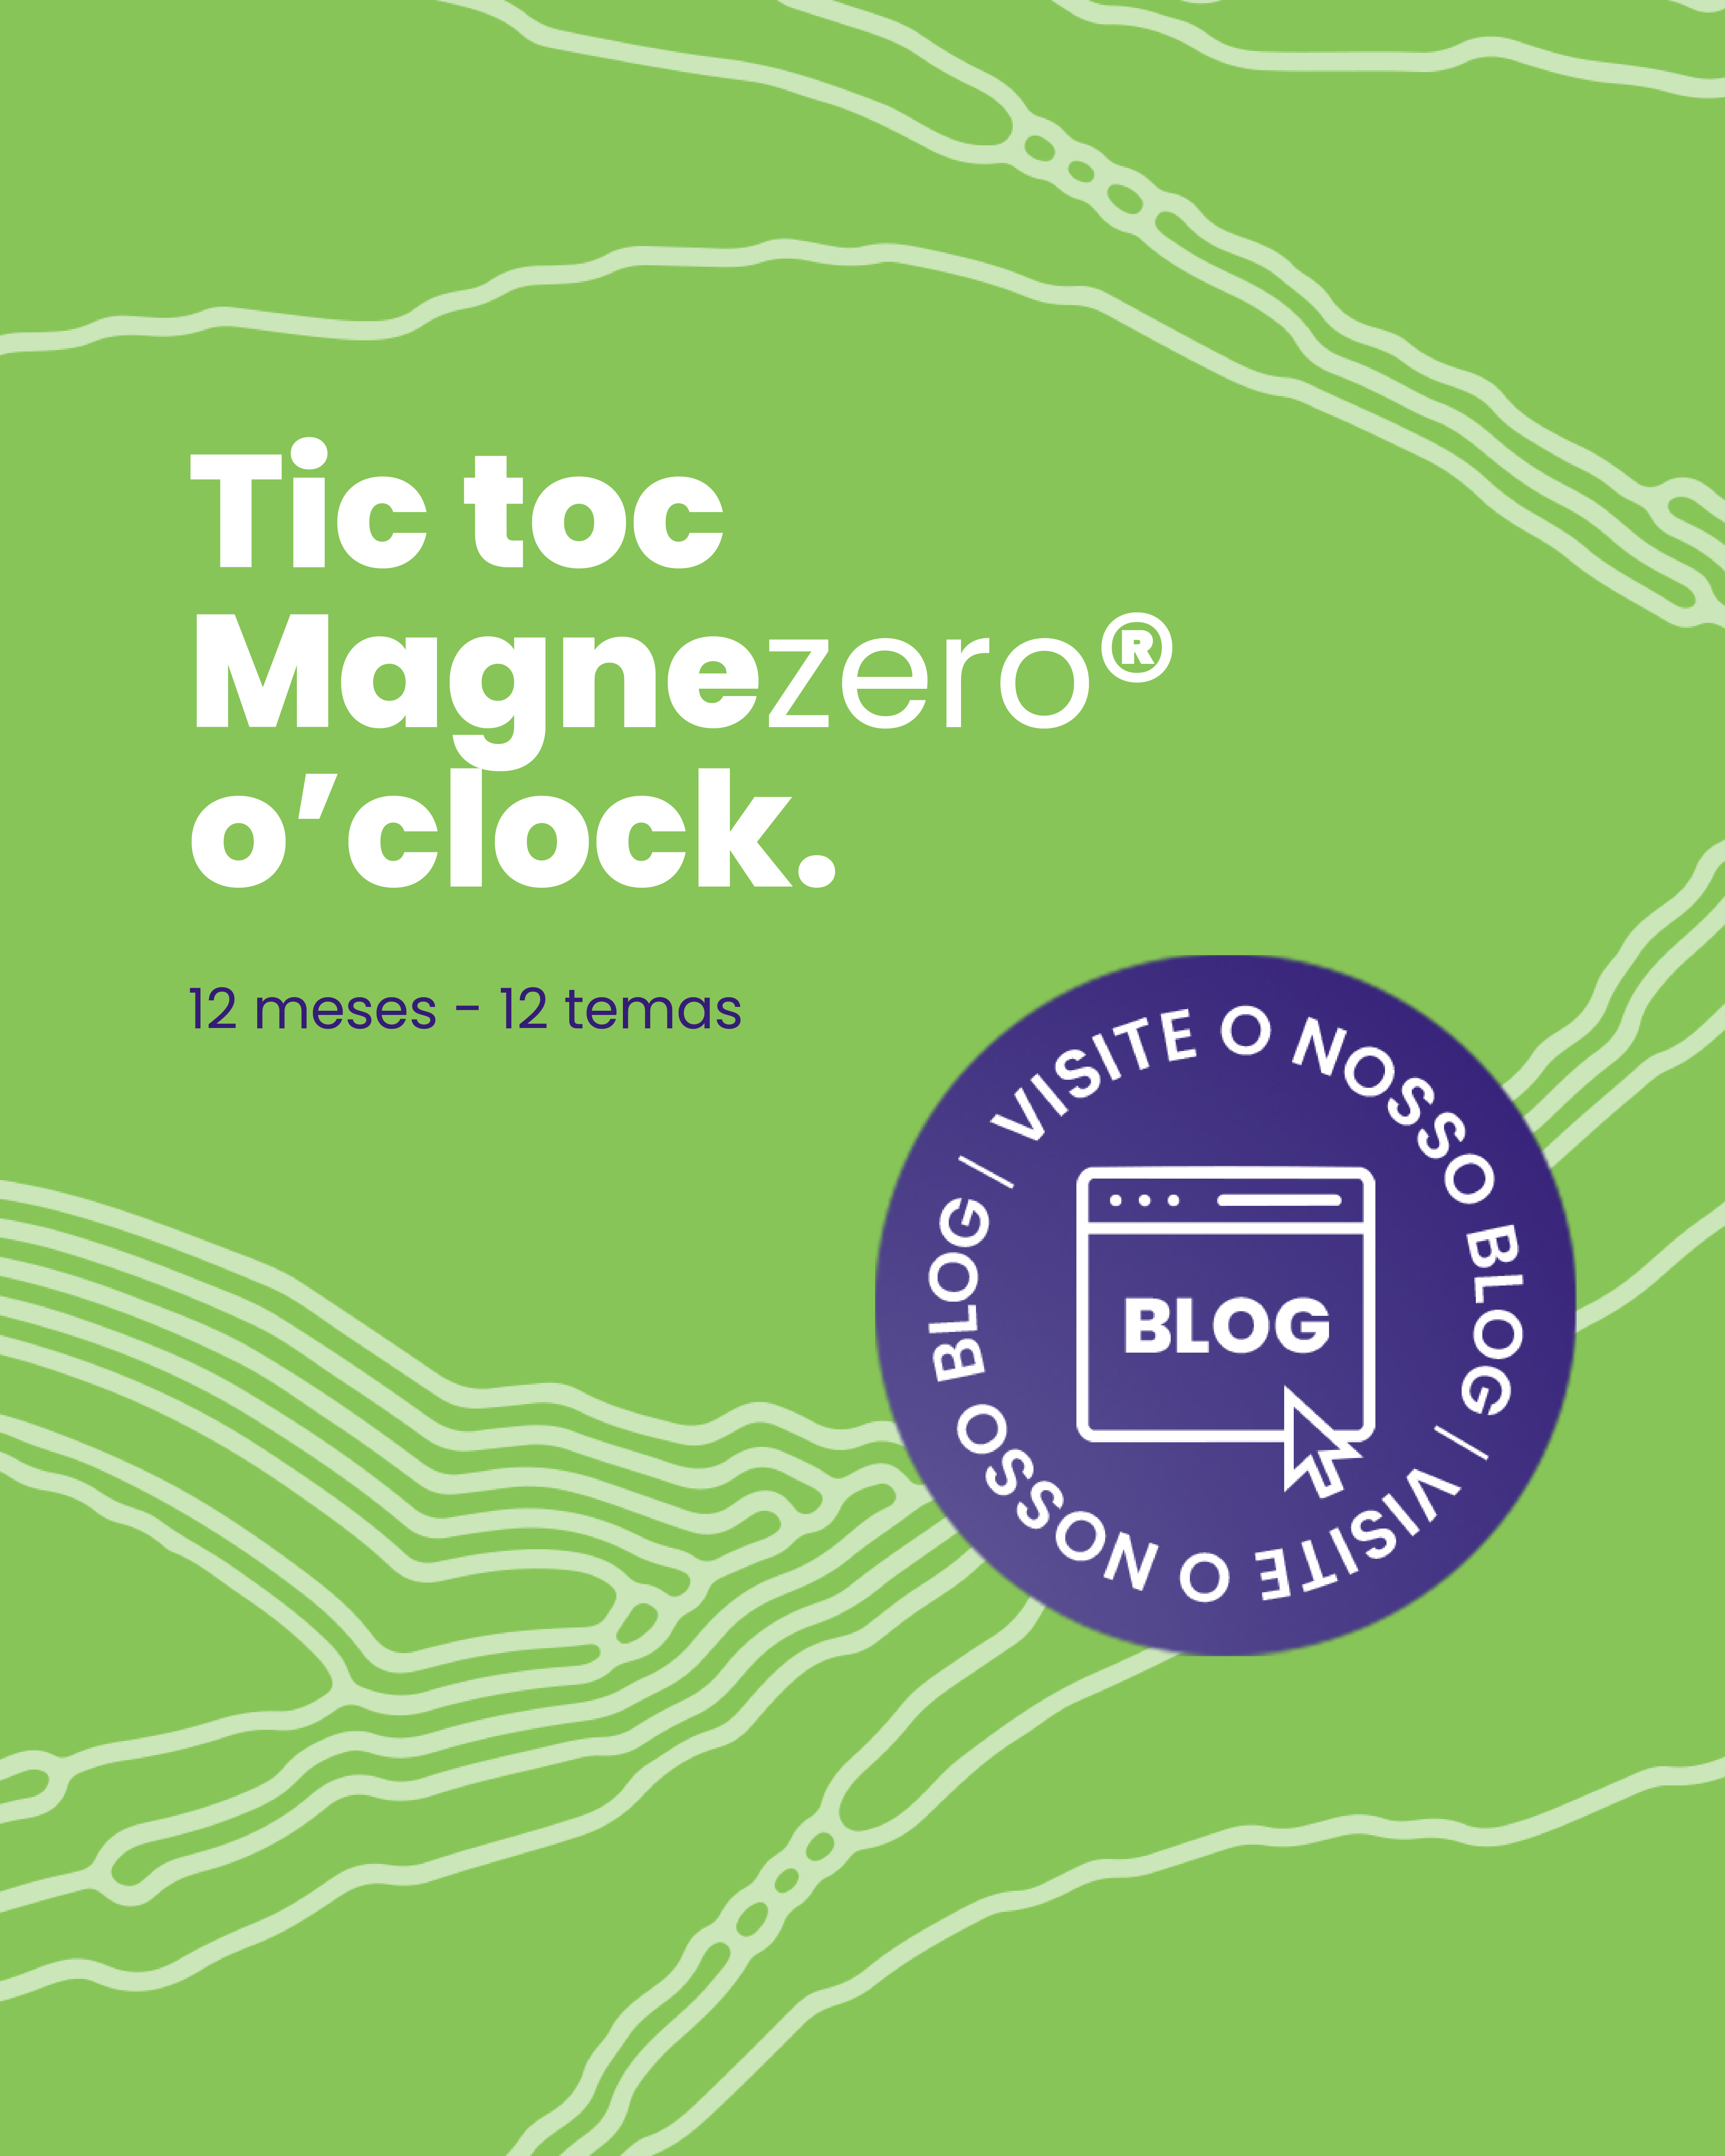 Tic toc
Magnezero®
o’clock.
12 meses - 12 temas
VISITE O NOSSO BLOG / VISITE O NOSSO BLOG /
BLOG